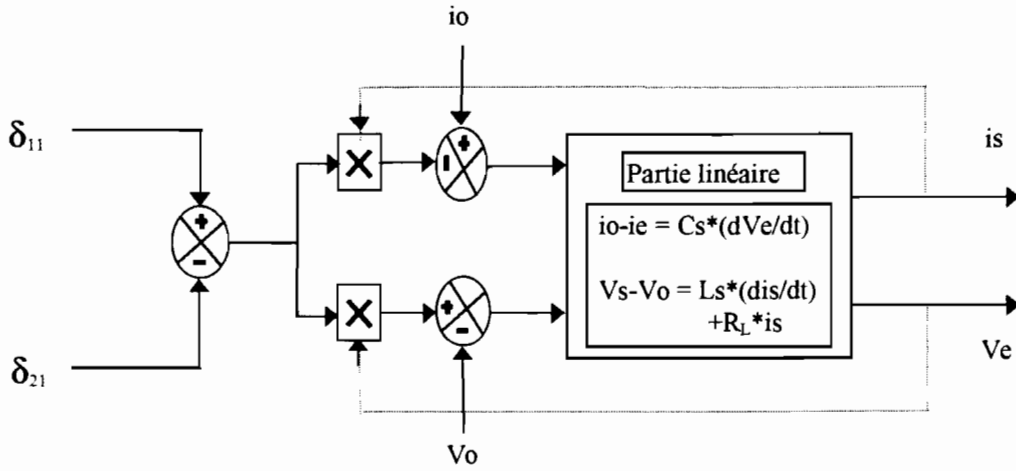 io
δ₁₁
+
-
×
- +
Partie linéaire
is
io-ie = Cs*(dVe/dt)
Vs-Vo = Ls*(dis/dt)
+R_L*is
×
+ -
Ve
δ₂₁
Vo